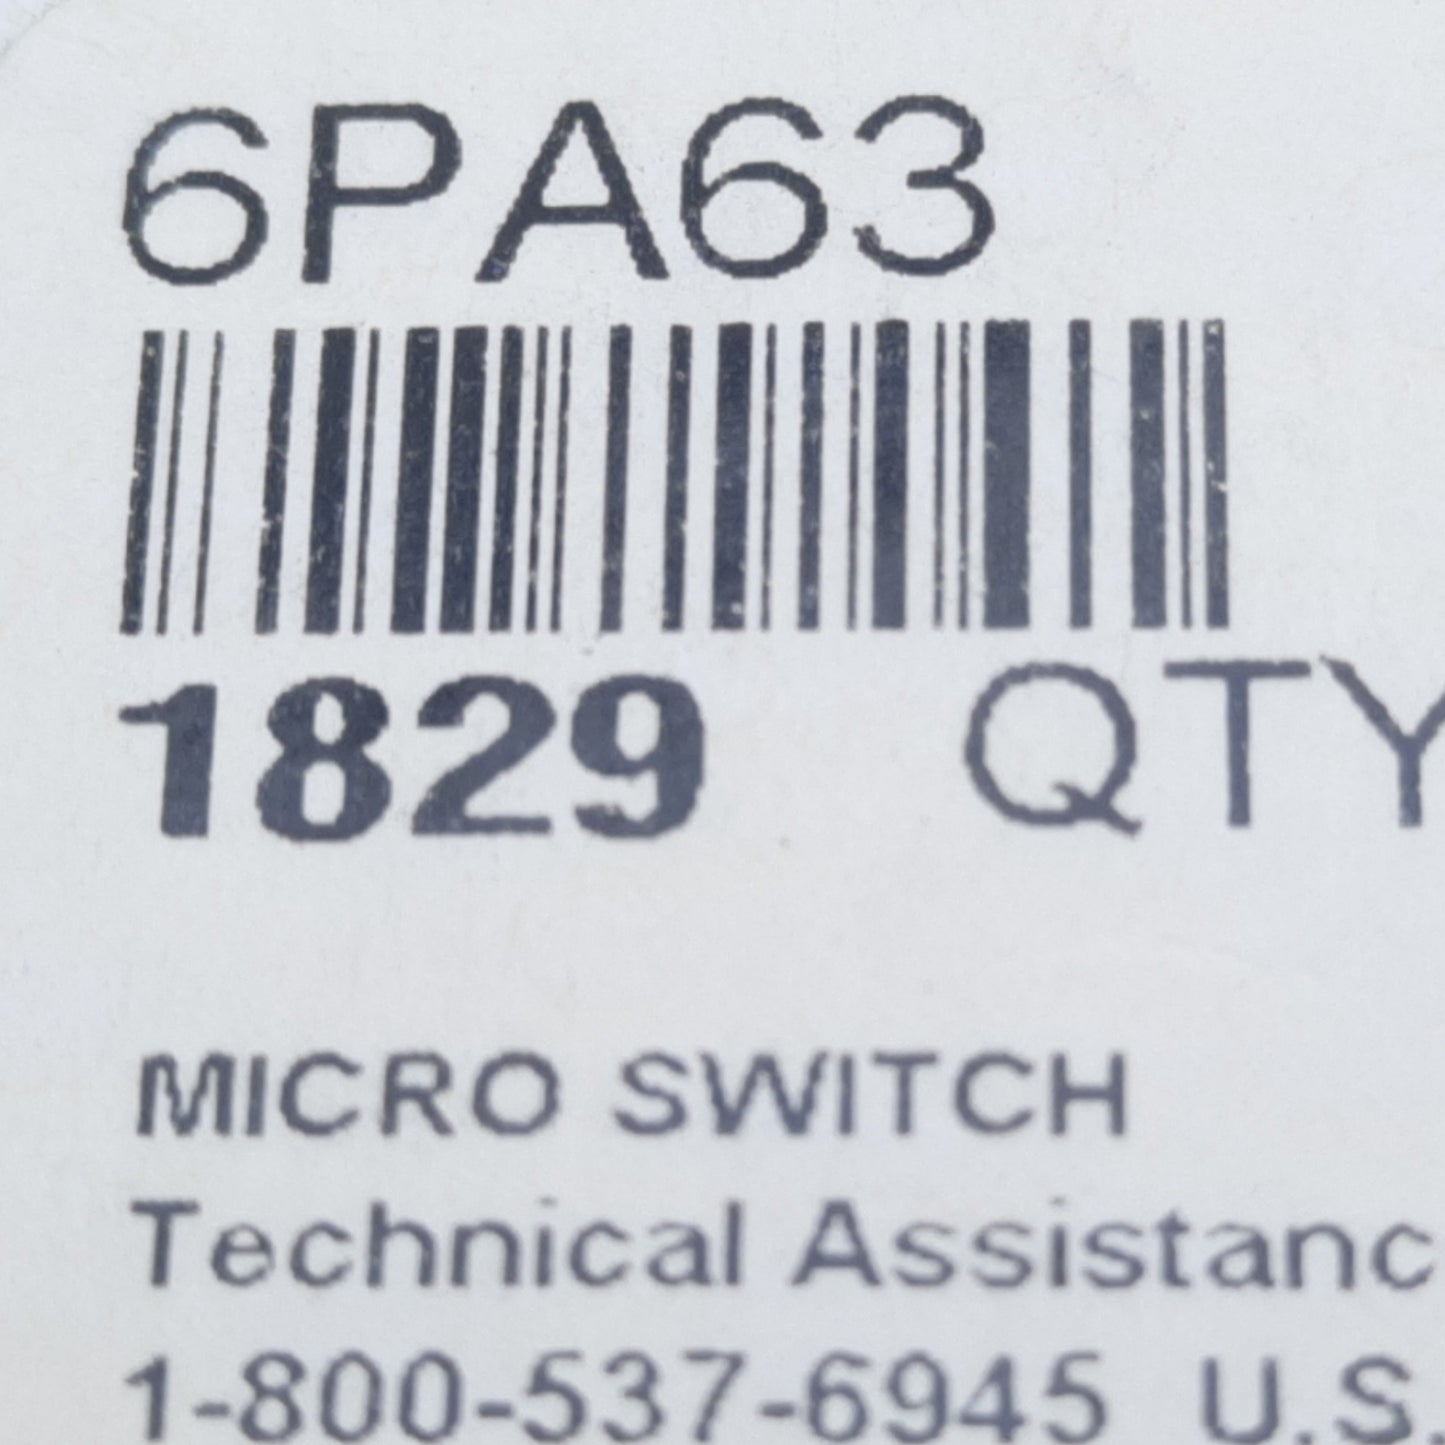 6PA63
1829 QTY
MICRO SWITCH
Technical Assistanc
1-800-537-6945 U.S.